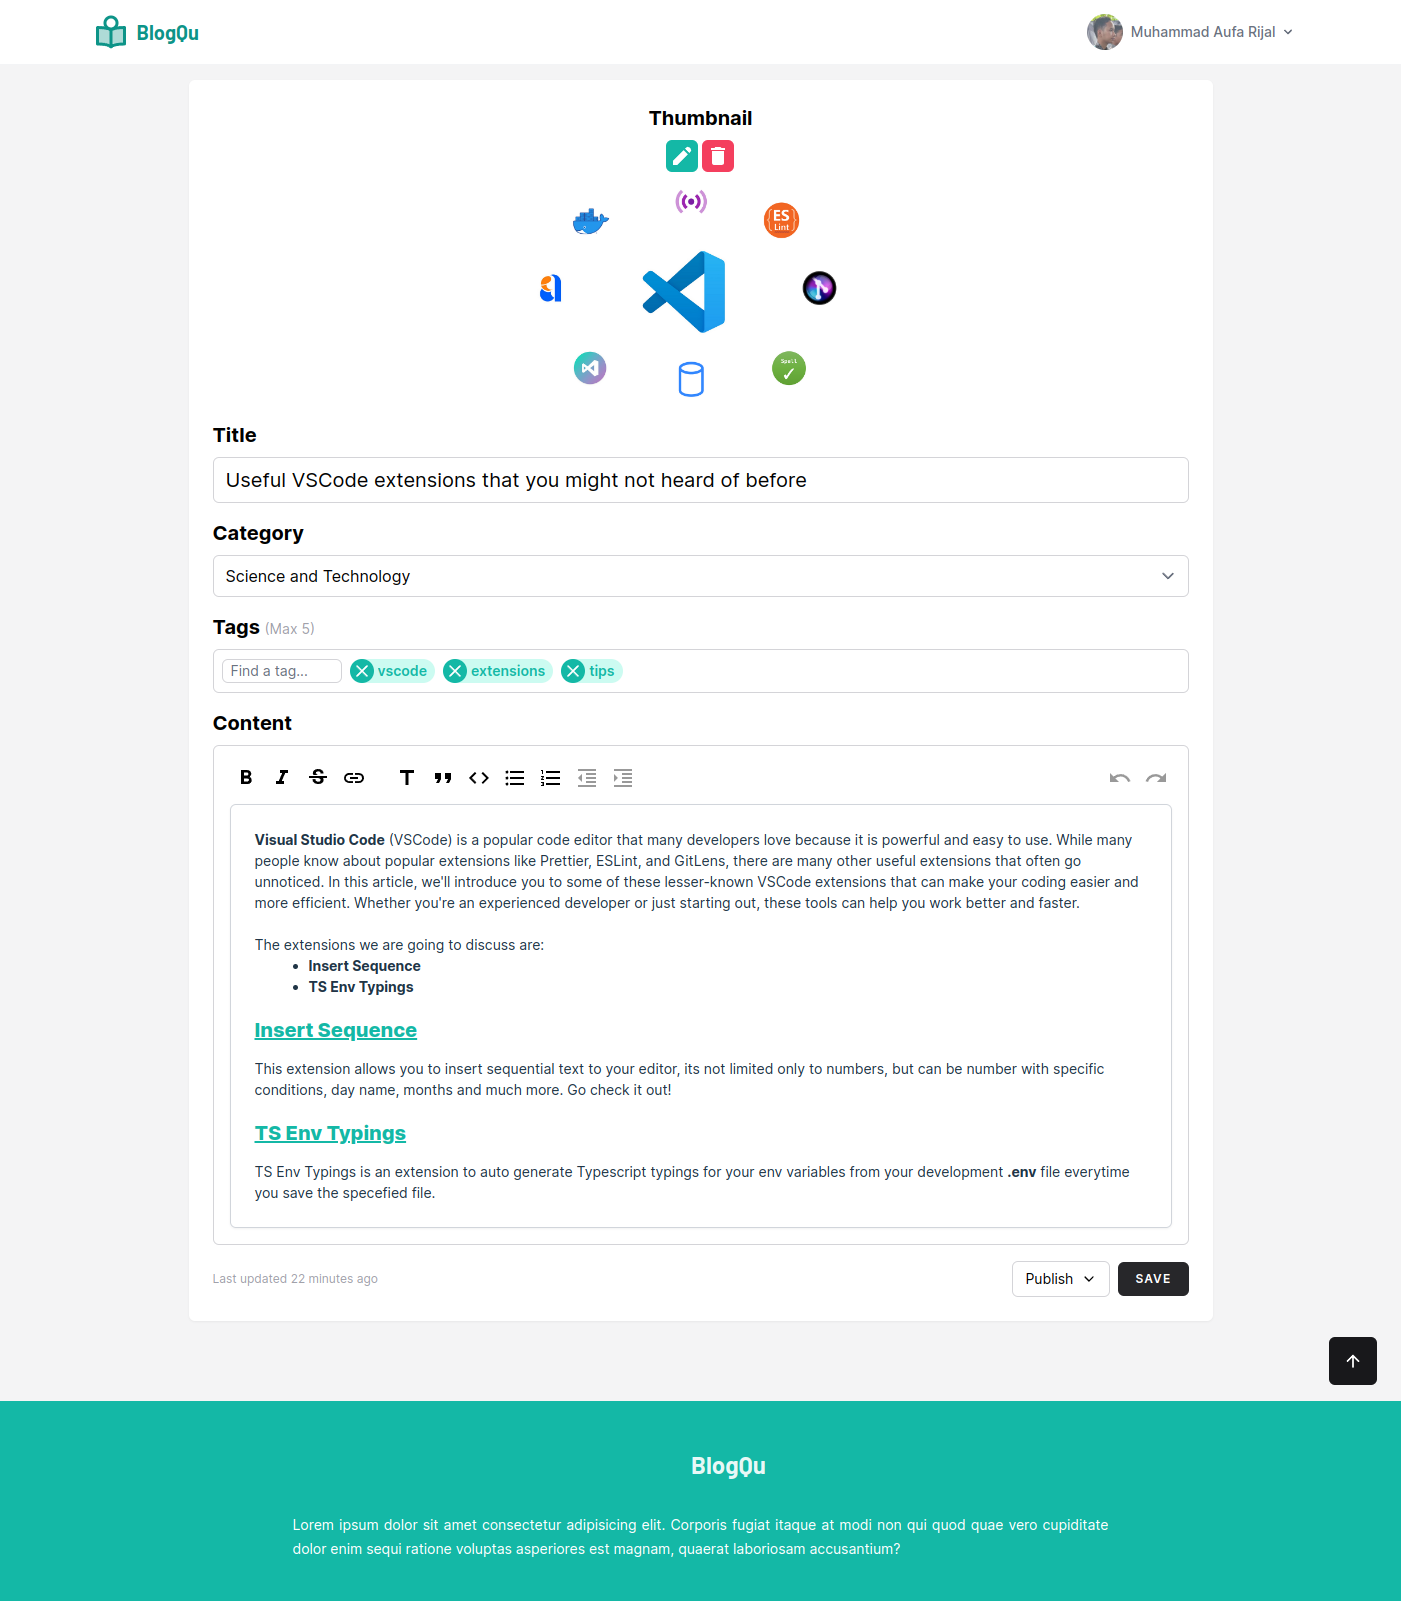 BlogQu
Muhammad Aufa Rijal
Thumbnail
ES
Lint
Spell
Title
Useful VSCode extensions that you might not heard of before
Category
Science and Technology
Tags (Max 5)
Find a tag...
vscode
extensions
tips
Content
Visual Studio Code (VSCode) is a popular code editor that many developers love because it is powerful and easy to use. While many
people know about popular extensions like Prettier, ESLint, and GitLens, there are many other useful extensions that often go
unnoticed. In this article, we'll introduce you to some of these lesser-known VSCode extensions that can make your coding easier and
more efficient. Whether you're an experienced developer or just starting out, these tools can help you work better and faster.
The extensions we are going to discuss are:
• Insert Sequence
• TS Env Typings
Insert Sequence
This extension allows you to insert sequential text to your editor, its not limited only to numbers, but can be number with specific
conditions, day name, months and much more. Go check it out!
TS Env Typings
TS Env Typings is an extension to auto generate Typescript typings for your env variables from your development .env file everytime
you save the specefied file.
Last updated 22 minutes ago
Publish
SAVE
BlogQu
Lorem ipsum dolor sit amet consectetur adipisicing elit. Corporis fugiat itaque at modi non qui quod quae vero cupiditate
dolor enim sequi ratione voluptas asperiores est magnam, quaerat laboriosam accusantium?